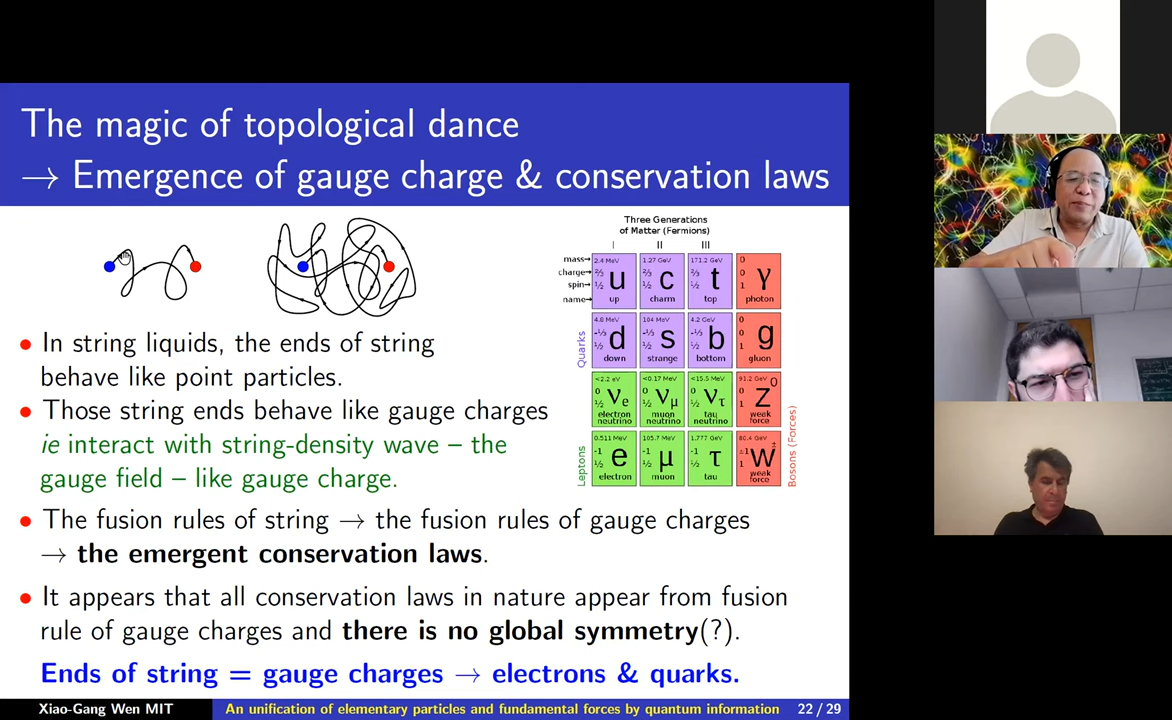 The magic of topological dance
→ Emergence of gauge charge & conservation laws
Three Generations
of Matter (Fermions)
I II III
mass→ 2.4 MeV 1.27 GeV 171.2 GeV 0
charge→ ⅔ ⅔ ⅔ 0
spin→ ½ u ½ c ½ t 1 γ
name→ up charm top photon
Quarks
4.8 MeV 104 MeV 4.2 GeV 0
-⅓ -⅓ -⅓ 0
½ d ½ s ½ b 1 g
down strange bottom gluon
<2.2 eV <0.17 MeV <15.5 MeV 91.2 GeV
0 0 0 0
½ νe ½ νμ ½ ντ 1 Z0
electron neutrino muon neutrino tau neutrino weak force
Leptons
0.511 MeV 105.7 MeV 1.777 GeV 80.4 GeV
-1 -1 -1 ±1
½ e ½ μ ½ τ 1 W±
electron muon tau weak force
Bosons (Forces)
• In string liquids, the ends of string
behave like point particles.
• Those string ends behave like gauge charges
ie interact with string-density wave – the
gauge field – like gauge charge.
• The fusion rules of string → the fusion rules of gauge charges
→ the emergent conservation laws.
• It appears that all conservation laws in nature appear from fusion
rule of gauge charges and there is no global symmetry(?).
Ends of string = gauge charges → electrons & quarks.
Xiao-Gang Wen MIT An unification of elementary particles and fundamental forces by quantum information 22 / 29